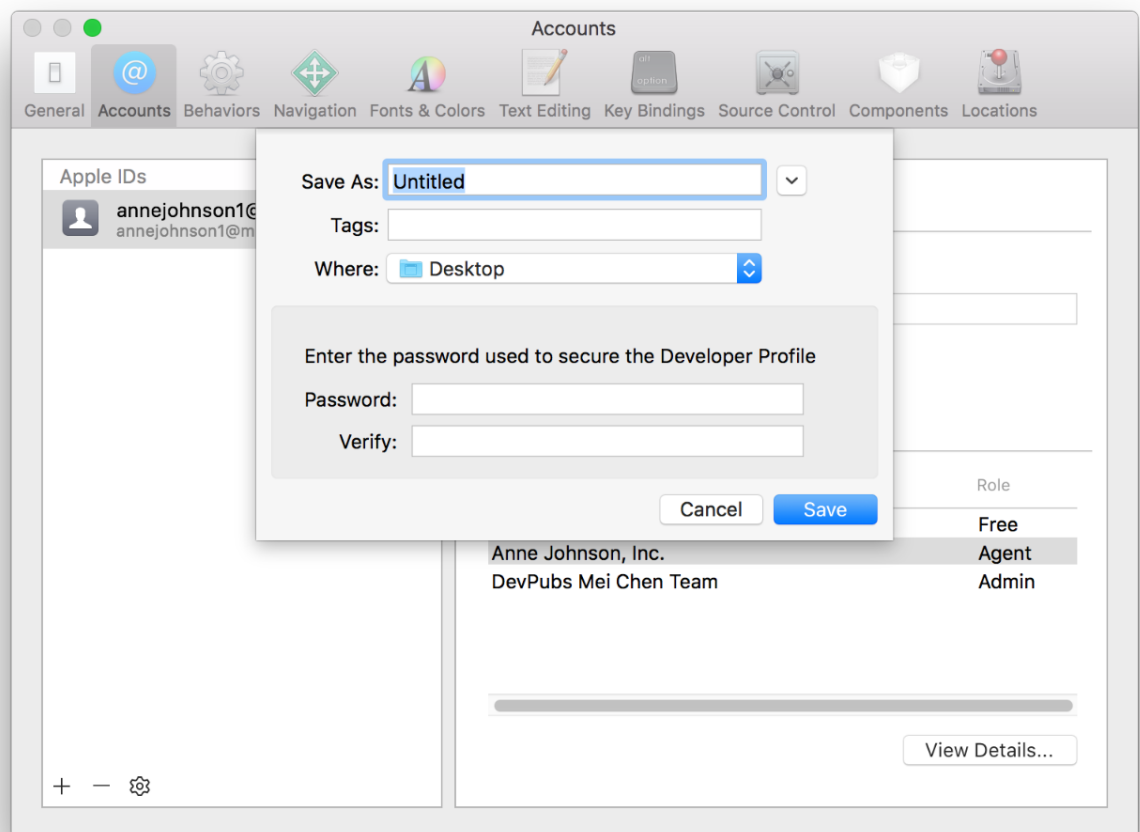 Accounts
General Accounts Behaviors Navigation Fonts & Colors Text Editing Key Bindings Source Control Components Locations
alt
option
Apple IDs
annejohnson1@
annejohnson1@m
Save As: Untitled
Tags:
Where: Desktop
Enter the password used to secure the Developer Profile
Password:
Verify:
Cancel Save
Role
Free
Anne Johnson, Inc. Agent
DevPubs Mei Chen Team Admin
View Details...